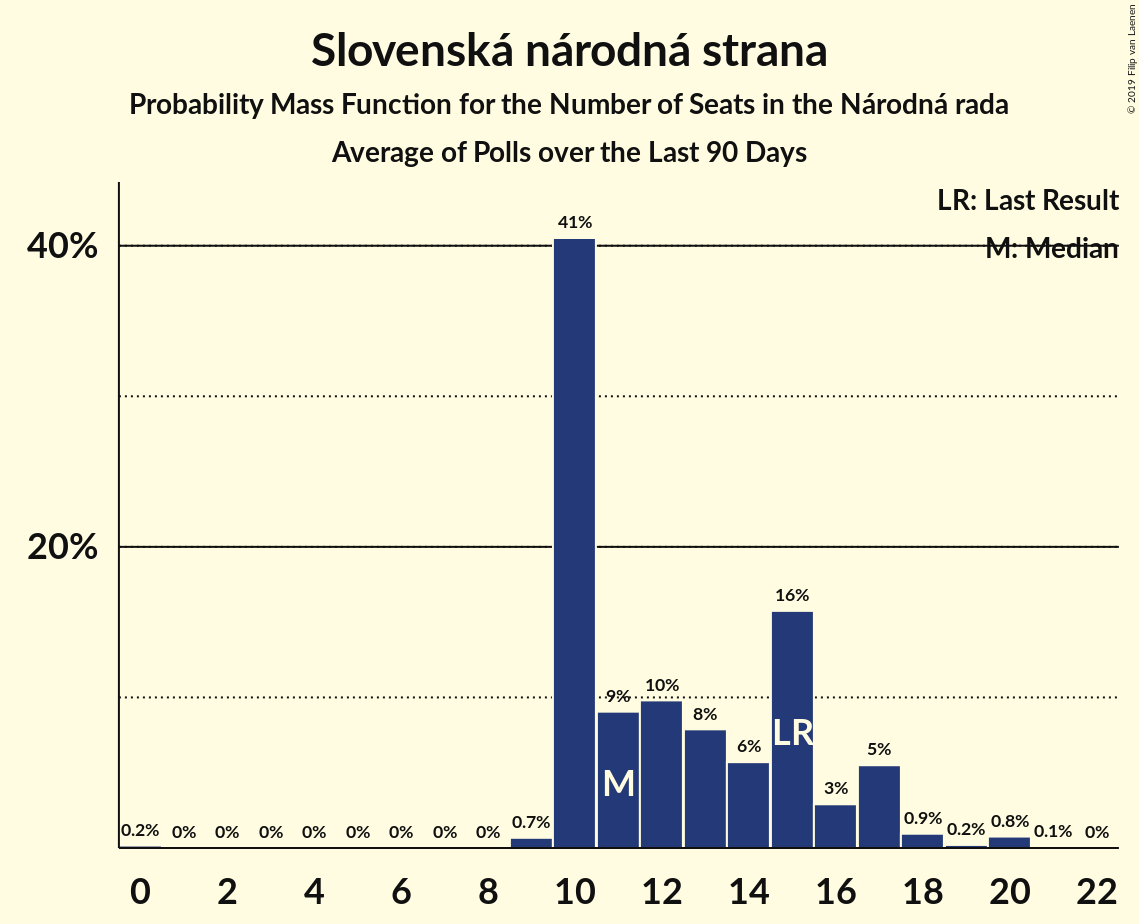 Slovenská národná strana
Probability Mass Function for the Number of Seats in the Národná rada
Average of Polls over the Last 90 Days
© 2019 Filip van Laenen
LR: Last Result
M: Median
40%
20%
0.2% 0% 0% 0% 0% 0% 0% 0% 0% 0.7% 41% 9% 10% 8% 6% 16% 3% 5% 0.9% 0.2% 0.8% 0.1% 0%
M
LR
0 2 4 6 8 10 12 14 16 18 20 22